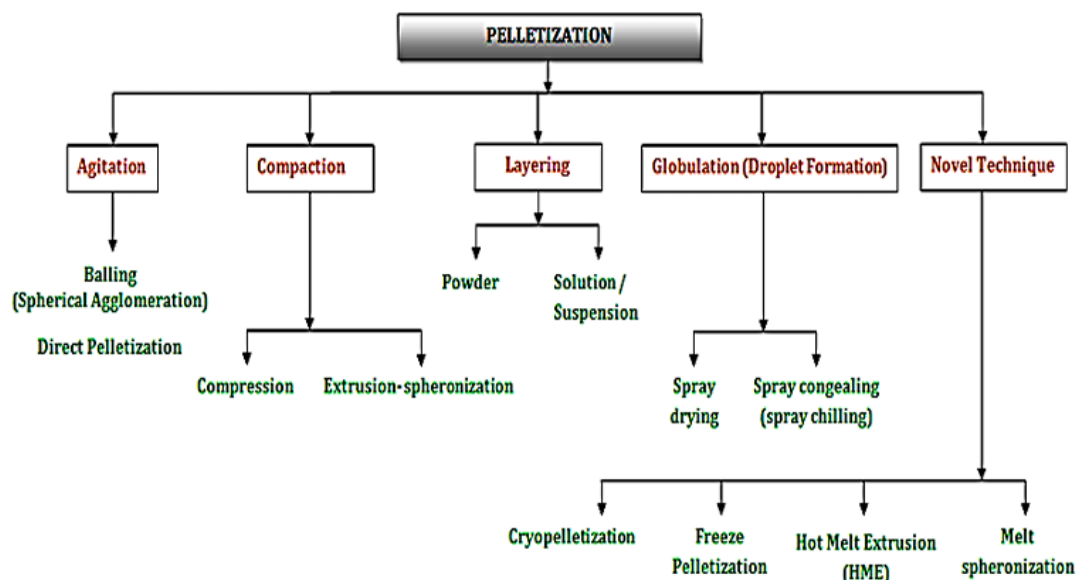 PELLETIZATION
Agitation
Compaction
Layering
Globulation (Droplet Formation)
Novel Technique
Balling
(Spherical Agglomeration)
Direct Pelletization
Powder
Solution /
Suspension
Compression
Extrusion-spheronization
Spray
drying
Spray congealing
(spray chilling)
Cryopelletization
Freeze
Pelletization
Hot Melt Extrusion
(HME)
Melt
spheronization